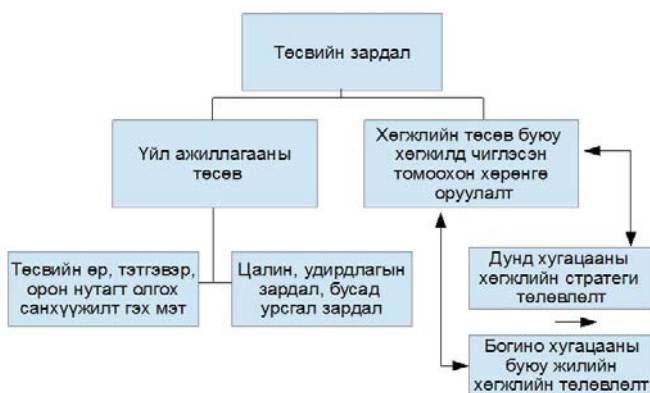 Төсвийн зардал
Үйл ажиллагааны
төсөв
Хөгжлийн төсөв буюу
хөгжилд чиглэсэн
томоохон хөрөнгө
оруулалт
Төсвийн өр, тэтгэвэр,
орон нутагт олгох
санхүүжилт гэх мэт
Цалин, удирдлагын
зардал, бусад
урсгал зардал
Дунд хугацааны
хөгжлийн стратеги
төлөвлөлт
Богино хугацааны
буюу жилийн
хөгжлийн төлөвлөлт